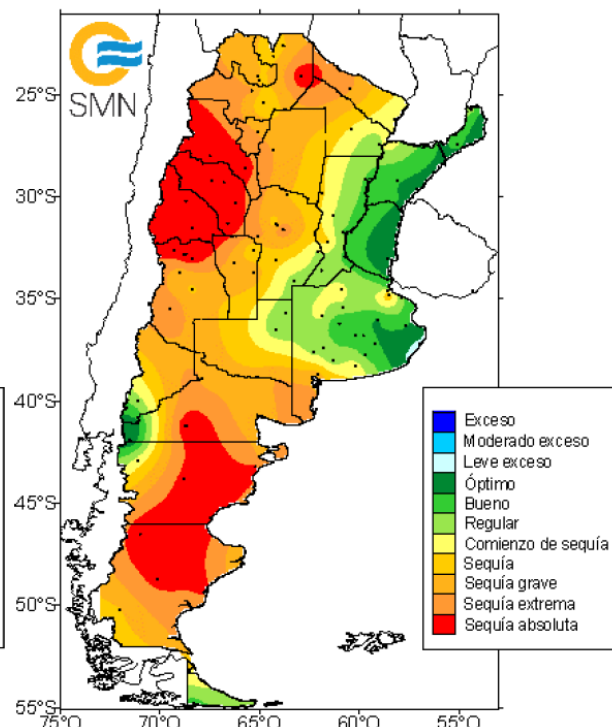 SMN
25°S
30°S
35°S
40°S
45°S
50°S
55°S
75°O 70°O 65°O 60°O 55°O
Exceso
Moderado exceso
Leve exceso
Óptimo
Bueno
Regular
Comienzo de sequía
Sequía
Sequía grave
Sequía extrema
Sequía absoluta